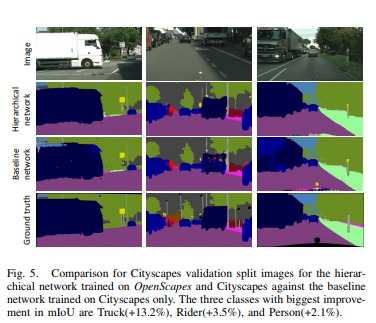 Image
Hierarchical
network
Baseline
network
Ground truth
Fig. 5. Comparison for Cityscapes validation split images for the hierar-
chical network trained on OpenScapes and Cityscapes against the baseline
network trained on Cityscapes only. The three classes with biggest improve-
ment in mIoU are Truck(+13.2%), Rider(+3.5%), and Person(+2.1%).